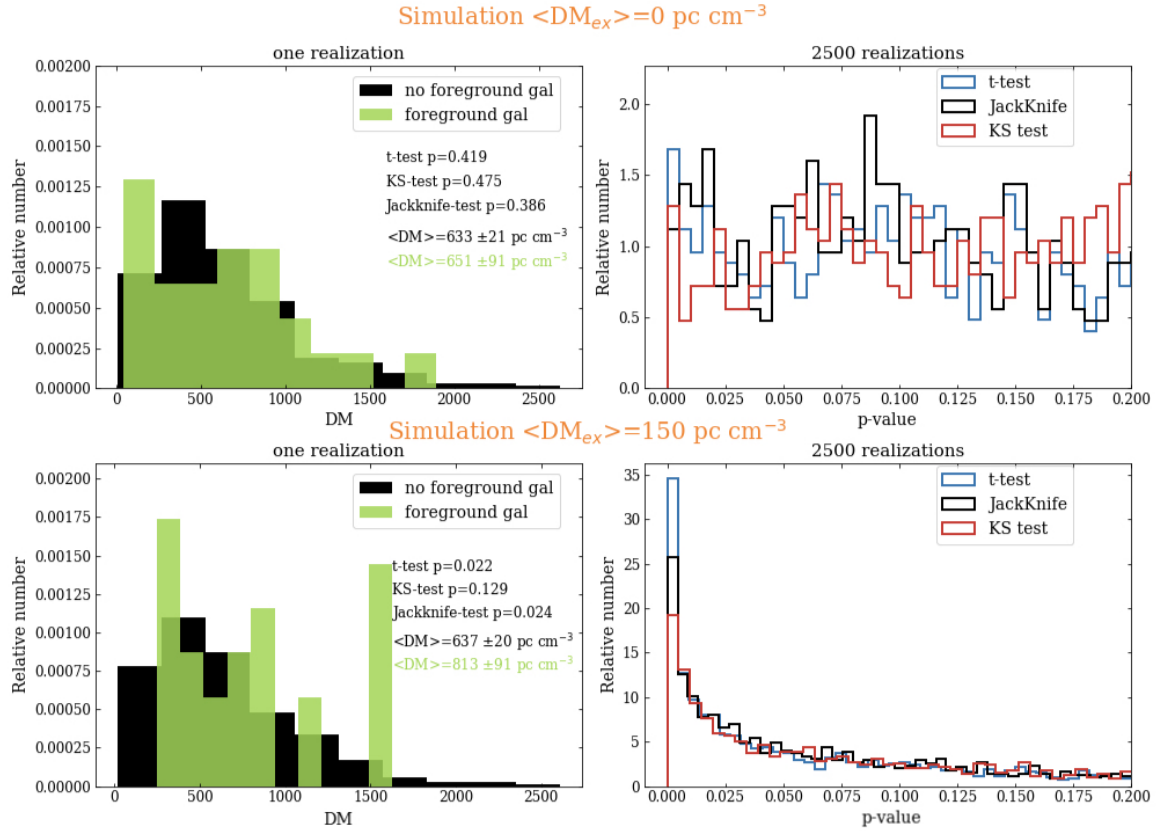 Simulation <DM_{ex}>=0 pc cm^{−3}
one realization
0.00200
0.00175
0.00150
0.00125
0.00100
0.00075
0.00050
0.00025
0.00000
Relative number
no foreground gal
foreground gal
t-test p=0.419
KS-test p=0.475
Jackknife-test p=0.386
<DM>=633 ±21 pc cm^{−3}
<DM>=651 ±91 pc cm^{−3}
0 500 1000 1500 2000 2500
DM
2500 realizations
2.0
1.5
1.0
0.5
0.0
Relative number
t-test
JackKnife
KS test
0.000 0.025 0.050 0.075 0.100 0.125 0.150 0.175 0.200
p-value
Simulation <DM_{ex}>=150 pc cm^{−3}
one realization
0.00200
0.00175
0.00150
0.00125
0.00100
0.00075
0.00050
0.00025
0.00000
Relative number
no foreground gal
foreground gal
t-test p=0.022
KS-test p=0.129
Jackknife-test p=0.024
<DM>=637 ±20 pc cm^{−3}
<DM>=813 ±91 pc cm^{−3}
0 500 1000 1500 2000 2500
DM
2500 realizations
35
30
25
20
15
10
5
0
Relative number
t-test
JackKnife
KS test
0.000 0.025 0.050 0.075 0.100 0.125 0.150 0.175 0.200
p-value